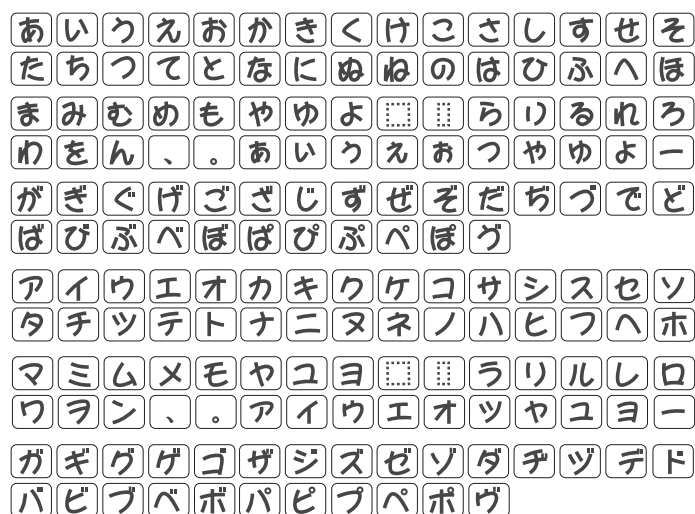 あいうえおかきくけこさしすせそ
たちつてとなにぬねのはひふへほ
まみむめもやゆよらりるれろ
わをん、。ぁぃぅぇぉっゃゅょー
がぎぐげござじずぜぞだぢづでど
ばびぶべぼぱぴぷぺぽゔ
アイウエオカキクケコサシスセソ
タチツテトナニヌネノハヒフヘホ
マミムメモヤユヨラリルレロ
ワヲン、。ァィゥェォッャュョー
ガギグゲゴザジズゼゾダヂヅデド
バビブベボパピプペポヴ